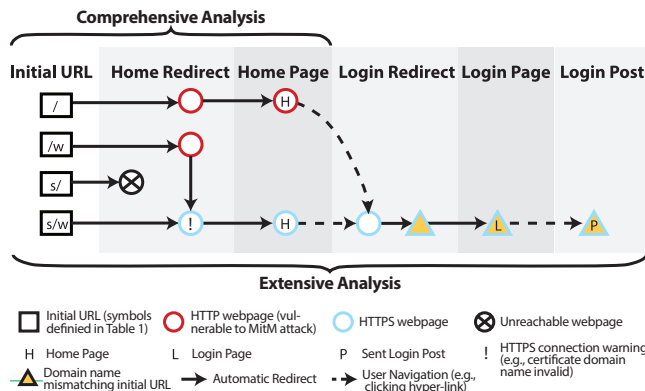 Comprehensive Analysis
Initial URL Home Redirect Home Page Login Redirect Login Page Login Post
/ H
/w
s/
s/w ! H L P
Extensive Analysis
Initial URL (symbols
definied in Table 1)
HTTP webpage (vul-
nerable to MitM attack)
HTTPS webpage
Unreachable webpage
H Home Page
L Login Page
P Sent Login Post
! HTTPS connection warning
(e.g., certificate domain
name invalid)
Domain name
mismatching initial URL
Automatic Redirect
User Navigation (e.g.,
clicking hyper-link)